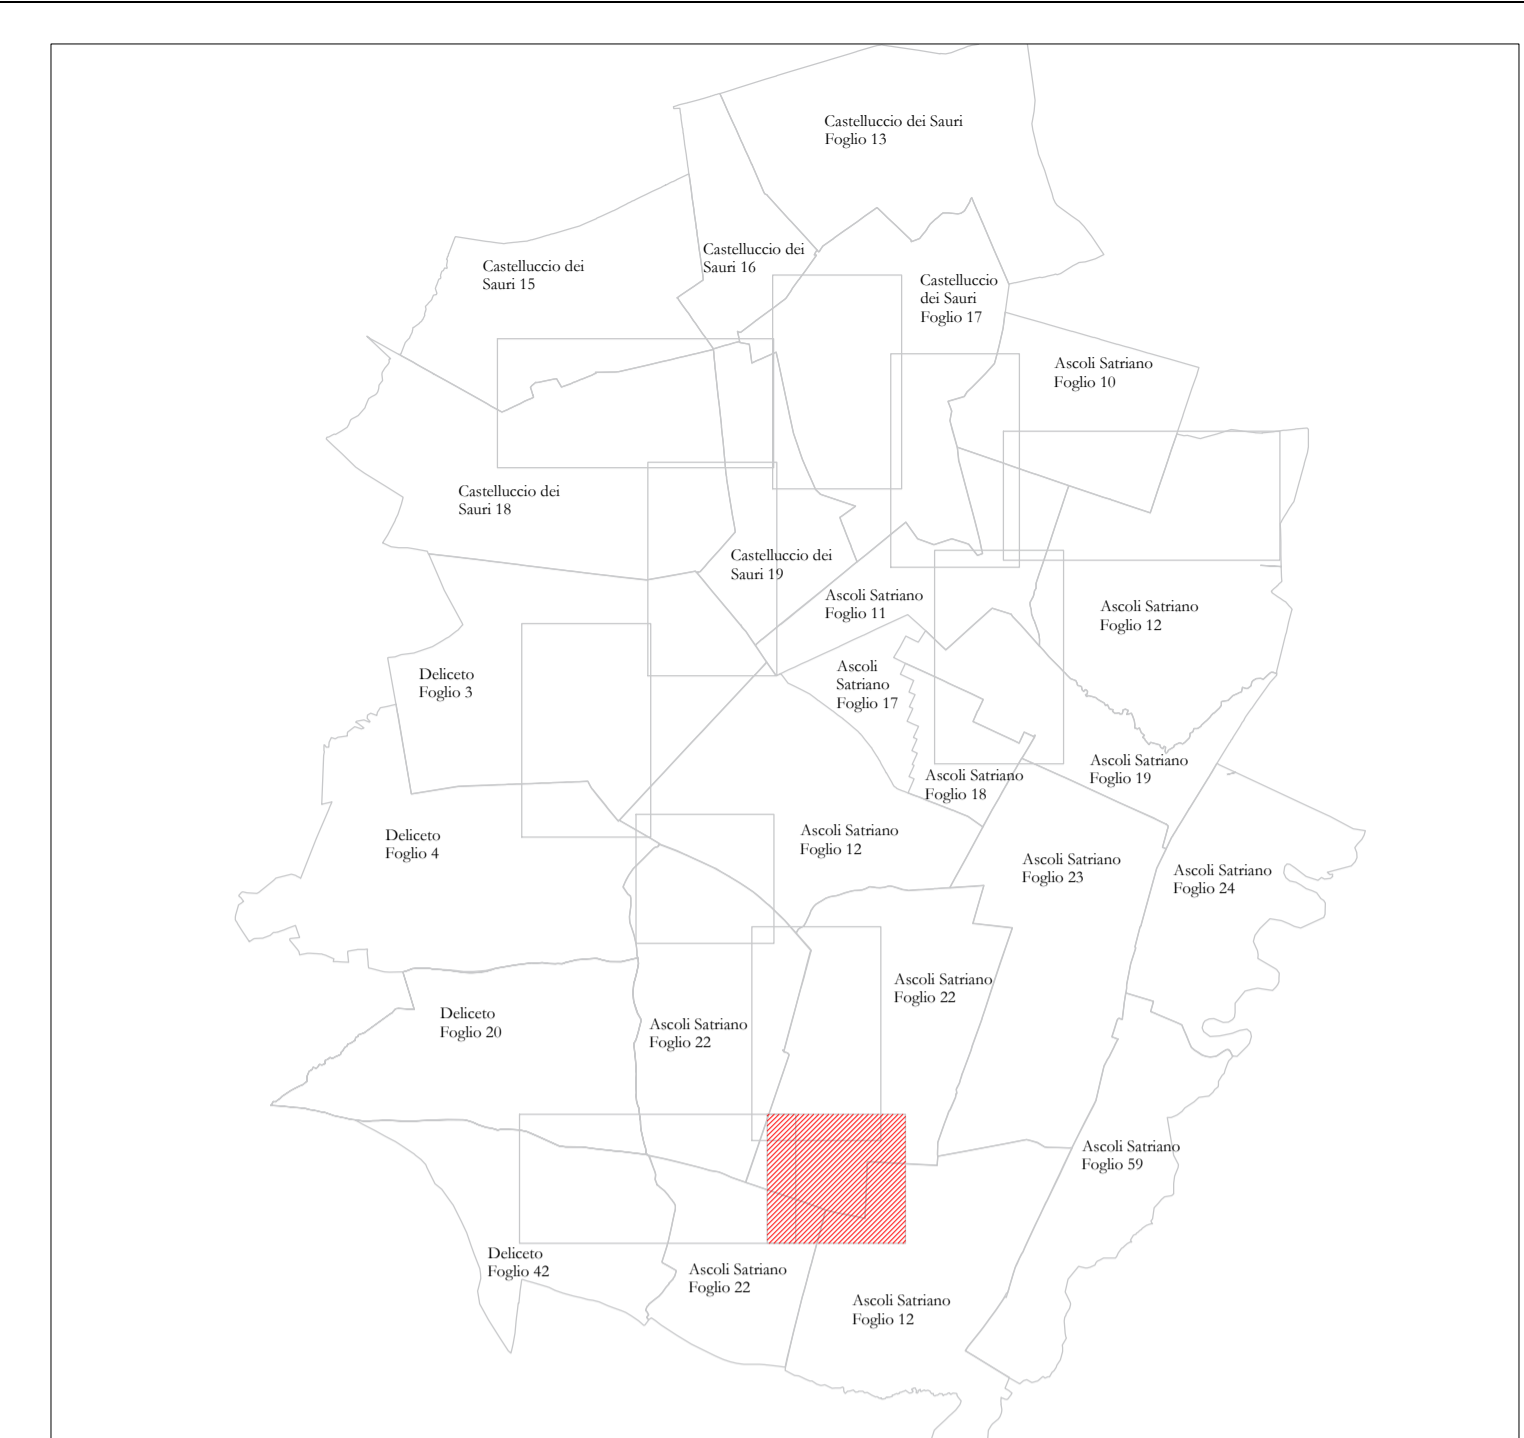 Castelluccio dei Sauri
Foglio 13
Castelluccio dei
Sauri 16
Castelluccio dei
Sauri 15
Castelluccio
dei Sauri
Foglio 17
Ascoli Satriano
Foglio 10
Castelluccio dei
Sauri 18
Castelluccio dei
Sauri 19
Ascoli Satriano
Foglio 11
Ascoli Satriano
Foglio 12
Deliceto
Foglio 3
Ascoli
Satriano
Foglio 17
Ascoli Satriano
Foglio 18
Ascoli Satriano
Foglio 19
Deliceto
Foglio 4
Ascoli Satriano
Foglio 12
Ascoli Satriano
Foglio 23
Ascoli Satriano
Foglio 24
Ascoli Satriano
Foglio 22
Deliceto
Foglio 20
Ascoli Satriano
Foglio 22
Ascoli Satriano
Foglio 59
Deliceto
Foglio 42
Ascoli Satriano
Foglio 22
Ascoli Satriano
Foglio 12